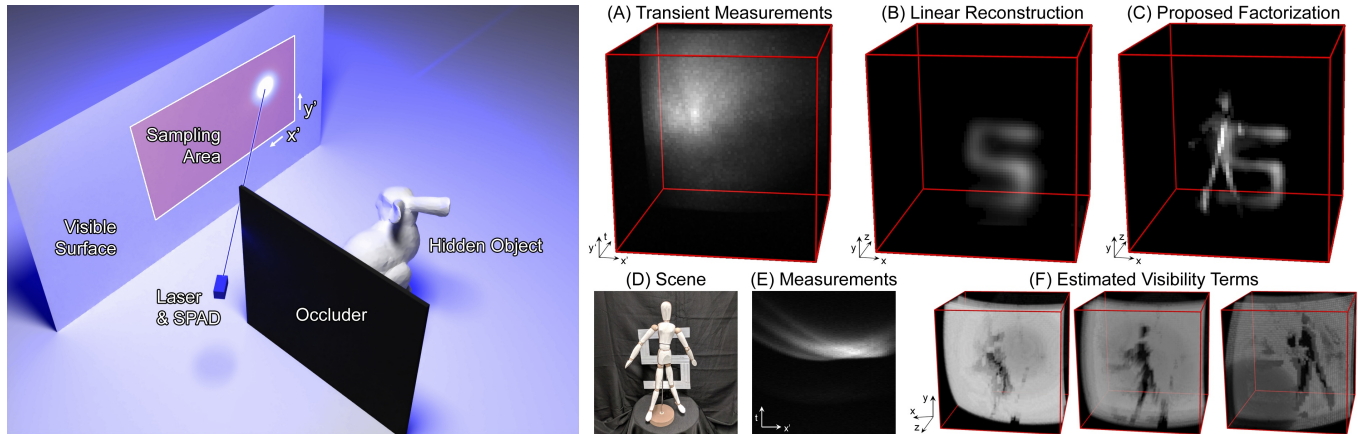 Sampling
Area
y'
x'
Visible
Surface
Hidden Object
Laser
& SPAD
Occluder
(A) Transient Measurements
(B) Linear Reconstruction
(C) Proposed Factorization
y' t x'
y z x
y z x
(D) Scene
(E) Measurements
(F) Estimated Visibility Terms
S
t x'
y x z